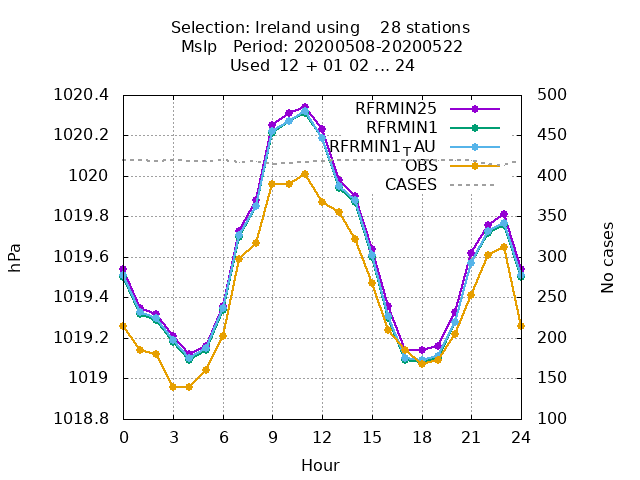 Selection: Ireland using 28 stations
Mslp Period: 20200508-20200522
Used 12 + 01 02 ... 24
1020.4
1020.2
1020
1019.8
1019.6
1019.4
1019.2
1019
1018.8
hPa
500
450
400
350
300
250
200
150
100
No cases
RFRMIN25
RFRMIN1
RFRMIN1TAU
OBS
CASES
0 3 6 9 12 15 18 21 24
Hour